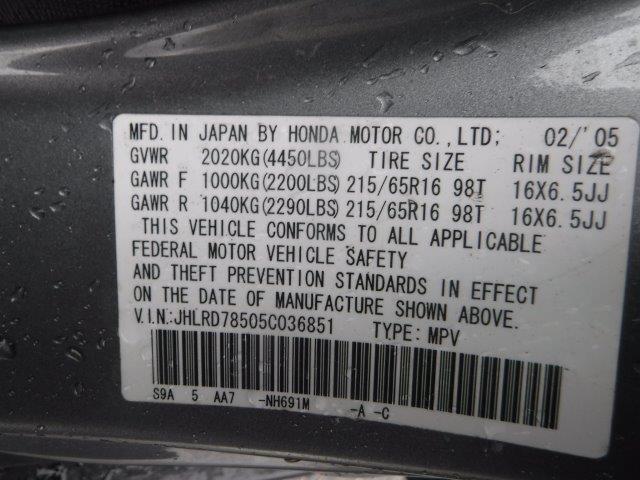 MFD. IN JAPAN BY HONDA MOTOR CO., LTD; 02/'05
GVWR 2020KG(4450LBS) TIRE SIZE RIM SIZE
GAWR F 1000KG(2200LBS) 215/65R16 98T 16X6.5JJ
GAWR R 1040KG(2290LBS) 215/65R16 98T 16X6.5JJ
THIS VEHICLE CONFORMS TO ALL APPLICABLE
FEDERAL MOTOR VEHICLE SAFETY
AND THEFT PREVENTION STANDARDS IN EFFECT
ON THE DATE OF MANUFACTURE SHOWN ABOVE.
V.I.N.:JHLRD78505C036851 TYPE: MPV
S9A 5 AA7 -NH691M -A -C